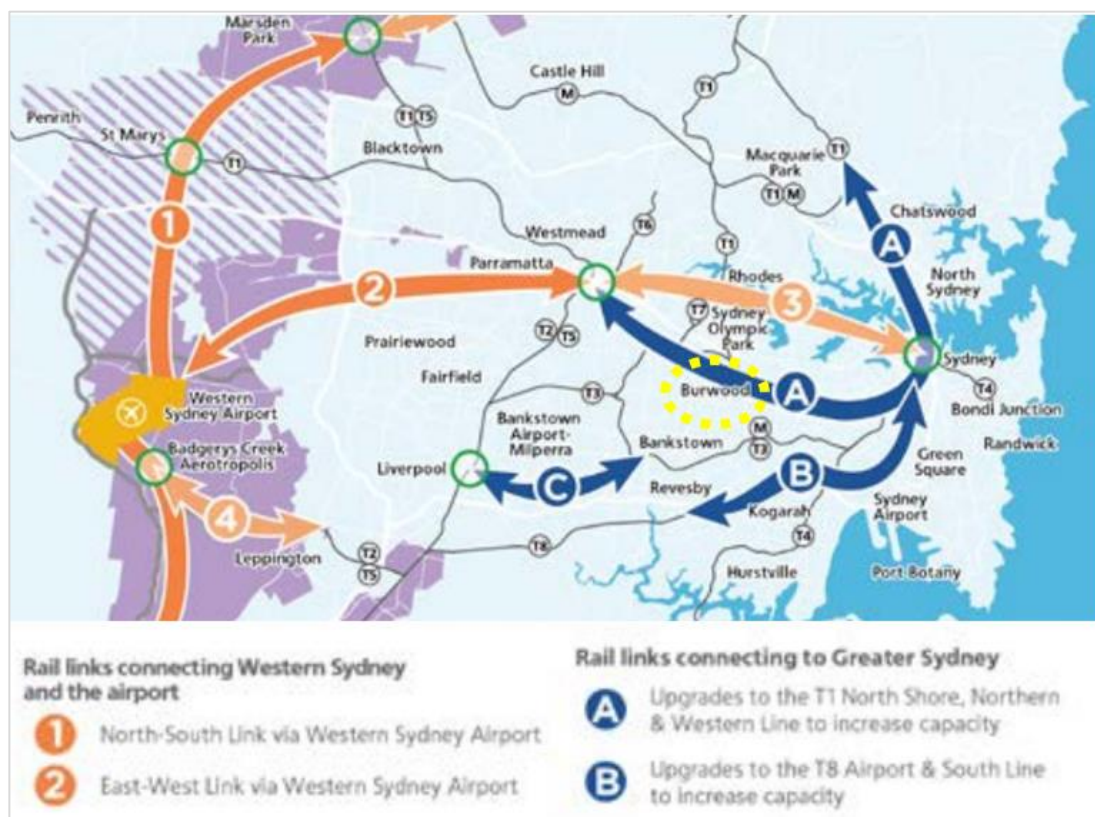 Marsden
Park
Castle Hill
M
T1
Penrith
St Marys
T1 T5
T1
Blacktown
Macquarie
Park
T1
T1 M
Chatswood
A
1
Westmead
T6
T1
Parramatta
Rhodes
North
Sydney
2
3
T7
Sydney
Olympic
Park
Prairiewood
T2 T5
Sydney
Fairfield
T3
Burwood
A
T4
Bondi Junction
Western
Sydney Airport
Bankstown
Airport-
Milperra
M
T3
Bankstown
Randwick
Badgerys Creek
Aerotropolis
Liverpool
C
Revesby
B
Green
Square
Kogarah
Sydney
Airport
4
Leppington
T2
T5
T8
T4
Hurstville
Port Botany
Rail links connecting Western Sydney
and the airport
1 North-South Link via Western Sydney Airport
2 East-West Link via Western Sydney Airport
Rail links connecting to Greater Sydney
A Upgrades to the T1 North Shore, Northern
& Western Line to increase capacity
B Upgrades to the T8 Airport & South Line
to increase capacity